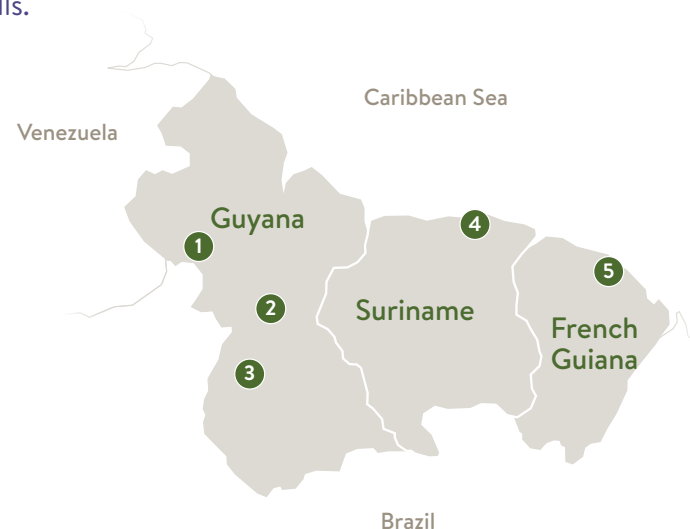 lls.
Caribbean Sea
Venezuela
Guyana
4
1
5
2
Suriname
French
Guiana
3
Brazil